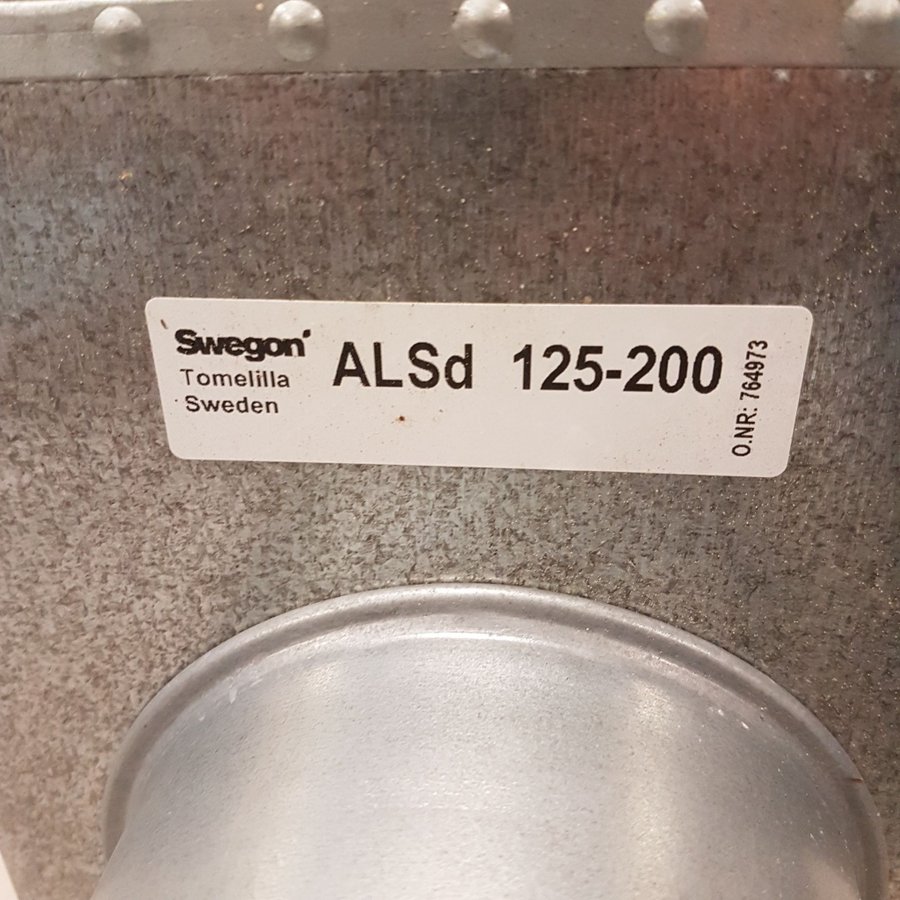 Swegon
Tomelilla
Sweden
ALSd 125-200
O.NR: 764973